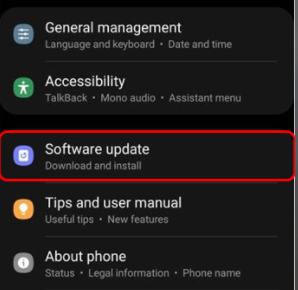 General management
Language and keyboard • Date and time
Accessibility
TalkBack • Mono audio • Assistant menu
Software update
Download and install
Tips and user manual
Useful tips • New features
About phone
Status • Legal information • Phone name